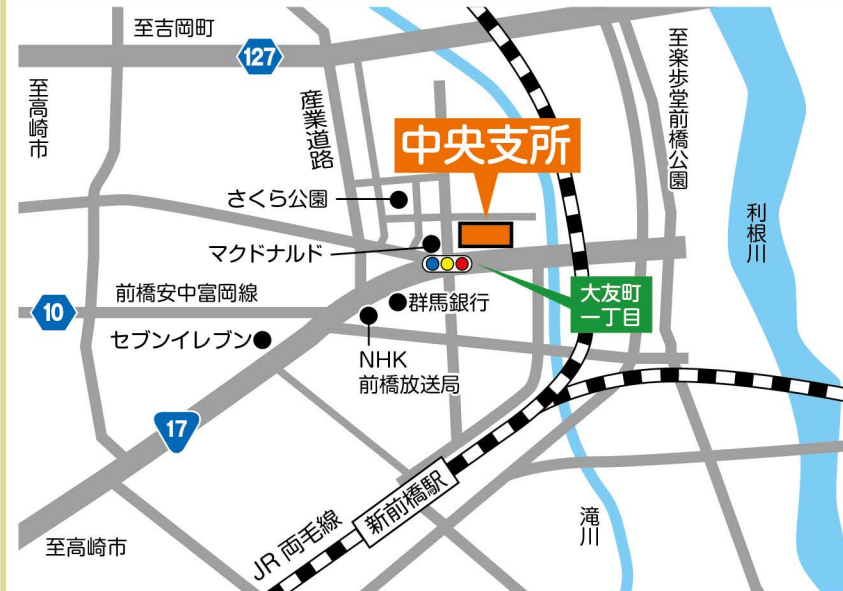 至吉岡町
127
至高崎市
産業道路
至楽歩堂前橋公園
中央支所
さくら公園
利根川
マクドナルド
大友町
一丁目
前橋安中富岡線
10
群馬銀行
セブンイレブン
NHK
前橋放送局
17
新前橋駅
JR 両毛線
滝川
至高崎市